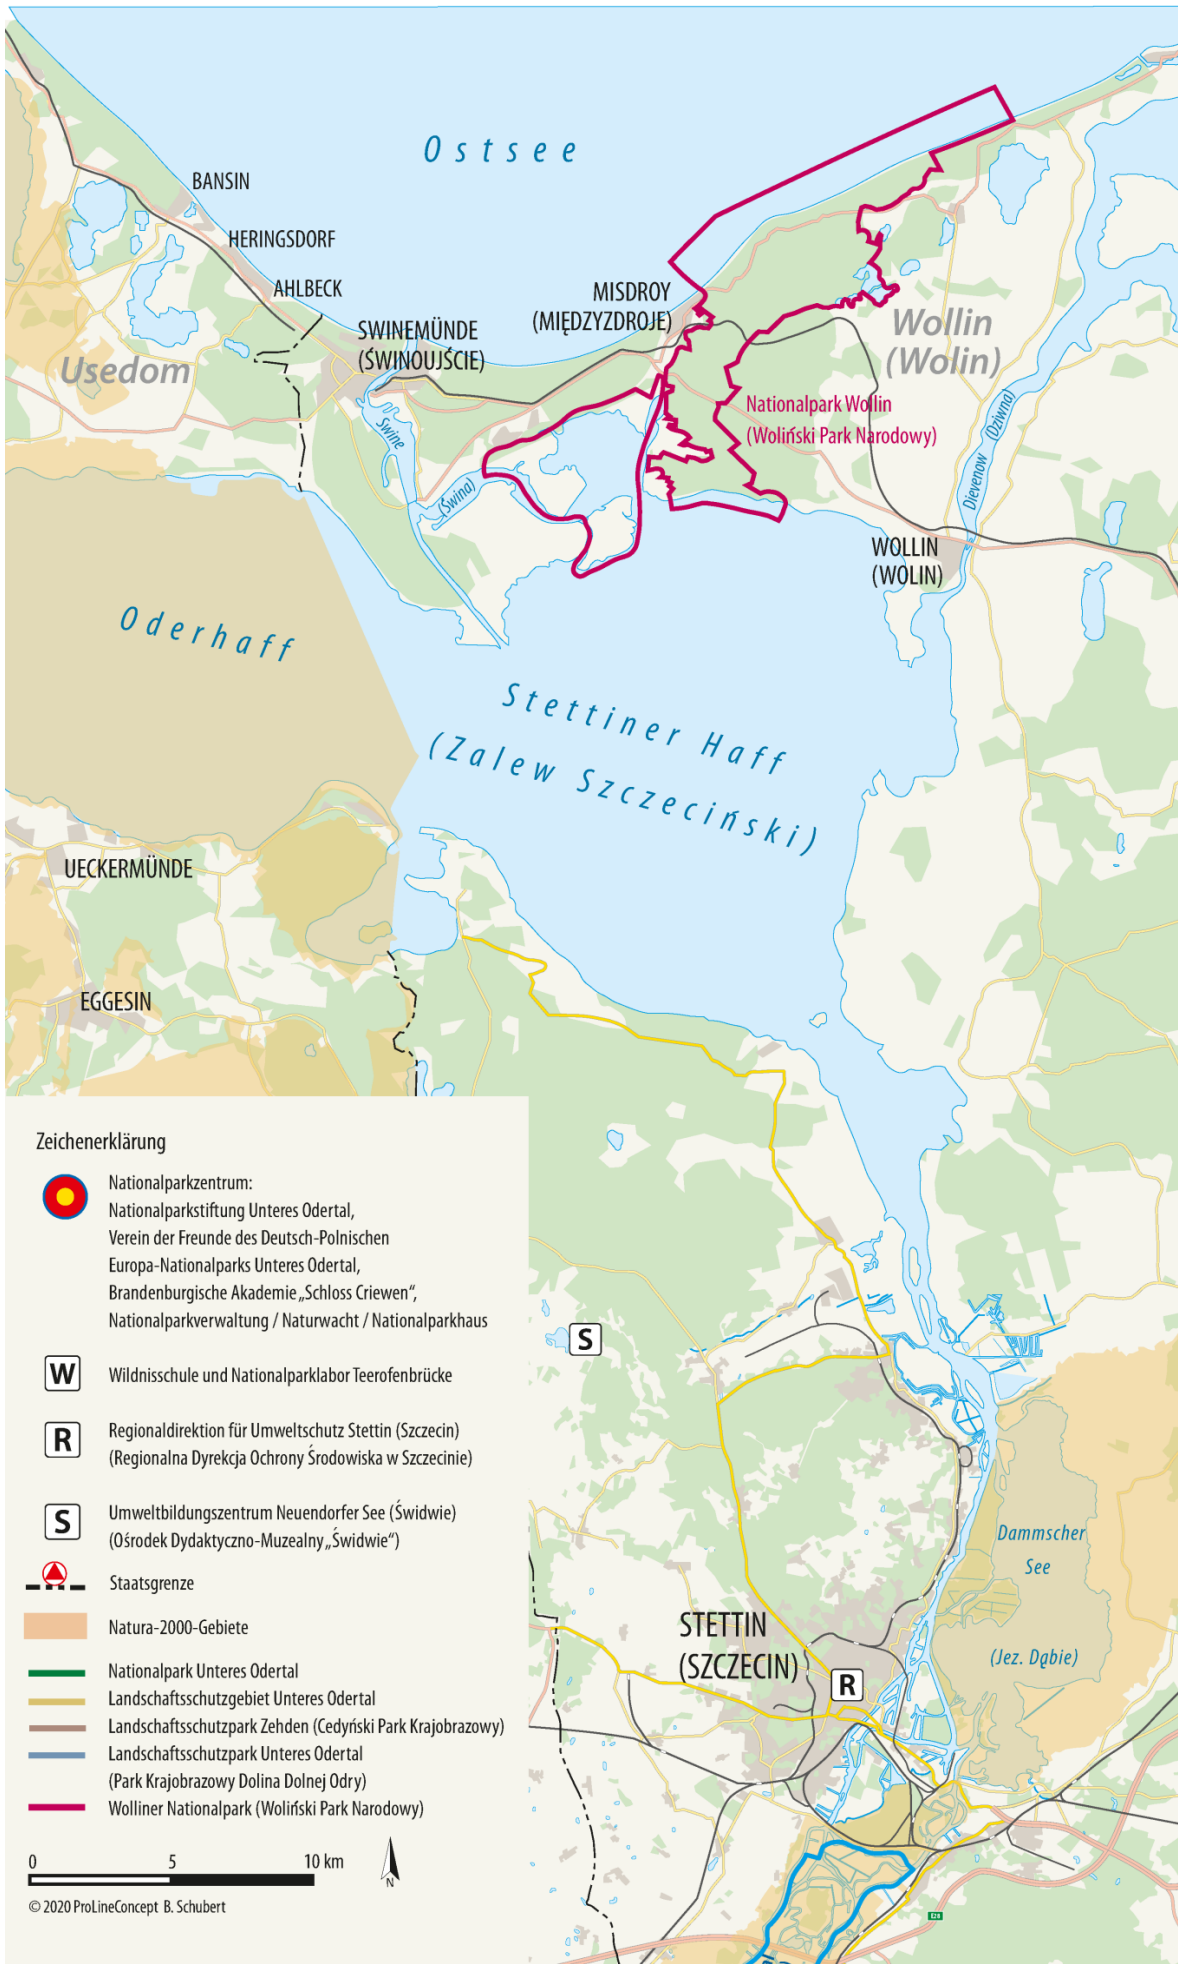 Ostsee
BANSIN
HERINGSDORF
AHLBECK
MISDROY
(MIĘDZYZDROJE)
SWINEMÜNDE
(ŚWINOUJŚCIE)
Wollin
(Wolin)
Usedom
Nationalpark Wollin
(Woliński Park Narodowy)
Swine
(Świna)
Dievenow (Dziwna)
WOLLIN
(WOLIN)
Oderhaff
Stettiner Haff
(Zalew Szczeciński)
UECKERMÜNDE
EGGESIN
Zeichenerklärung
Nationalparkzentrum:
Nationalparkstiftung Unteres Odertal,
Verein der Freunde des Deutsch-Polnischen
Europa-Nationalparks Unteres Odertal,
Brandenburgische Akademie „Schloss Criewen“,
Nationalparkverwaltung / Naturwacht / Nationalparkhaus
W
Wildnisschule und Nationalparklabor Teerofenbrücke
R
Regionaldirektion für Umweltschutz Stettin (Szczecin)
(Regionalna Dyrekcja Ochrony Środowiska w Szczecinie)
S
Umweltbildungszentrum Neuendorfer See (Świdwie)
(Ośrodek Dydaktyczno-Muzealny „Świdwie“)
Staatsgrenze
Natura-2000-Gebiete
Nationalpark Unteres Odertal
Landschaftsschutzgebiet Unteres Odertal
Landschaftsschutzpark Zehden (Cedyński Park Krajobrazowy)
Landschaftsschutzpark Unteres Odertal
(Park Krajobrazowy Dolina Dolnej Odry)
Wolliner Nationalpark (Woliński Park Narodowy)
0 5 10 km
N
© 2020 ProLineConcept B. Schubert
S
Dammscher
See
(Jez. Dąbie)
STETTIN
(SZCZECIN)
R
E28